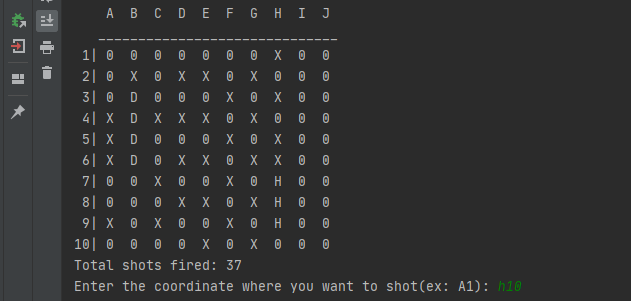 A B C D E F G H I J
______________________________
1| 0 0 0 0 0 0 0 X 0 0
2| 0 X 0 X X 0 X 0 0 0
3| 0 D 0 0 0 X 0 X 0 0
4| X D X X X 0 X 0 0 0
5| X D 0 0 0 X 0 X 0 0
6| X D 0 X X 0 X X 0 0
7| 0 0 X 0 0 X 0 H 0 0
8| 0 0 0 X X 0 X H 0 0
9| X 0 X 0 0 X 0 H 0 0
10| 0 0 0 0 X 0 X 0 0 0
Total shots fired: 37
Enter the coordinate where you want to shot(ex: A1): h10